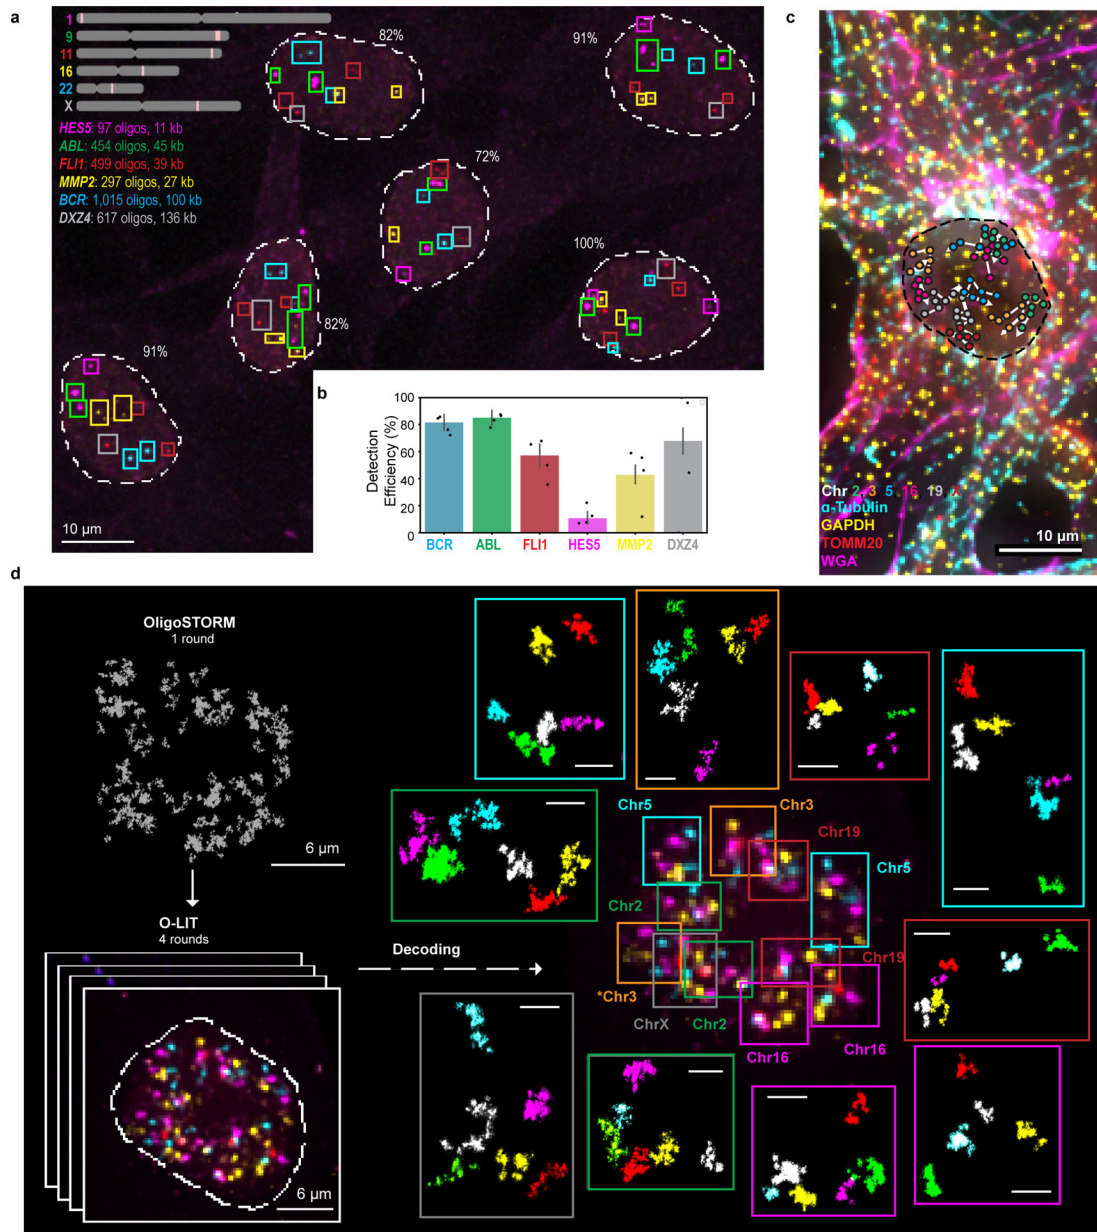 a
1
9
11
16
22
X
HES5: 97 oligos, 11 kb
ABL: 454 oligos, 45 kb
FLI1: 499 oligos, 39 kb
MMP2: 297 oligos, 27 kb
BCR: 1,015 oligos, 100 kb
DXZ4: 617 oligos, 136 kb
82%
91%
72%
100%
82%
91%
10 µm
b
Detection
Efficiency (%)
100
80
60
40
20
0
BCR ABL FLI1 HES5 MMP2 DXZ4
c
Chr 2, 3, 5, 16, 19, X
α-Tubulin
GAPDH
TOMM20
WGA
10 µm
d
OligoSTORM
1 round
6 µm
O-LIT
4 rounds
6 µm
Decoding
Chr5
Chr3
Chr19
Chr5
Chr2
Chr19
*Chr3
ChrX
Chr2
Chr16
Chr16